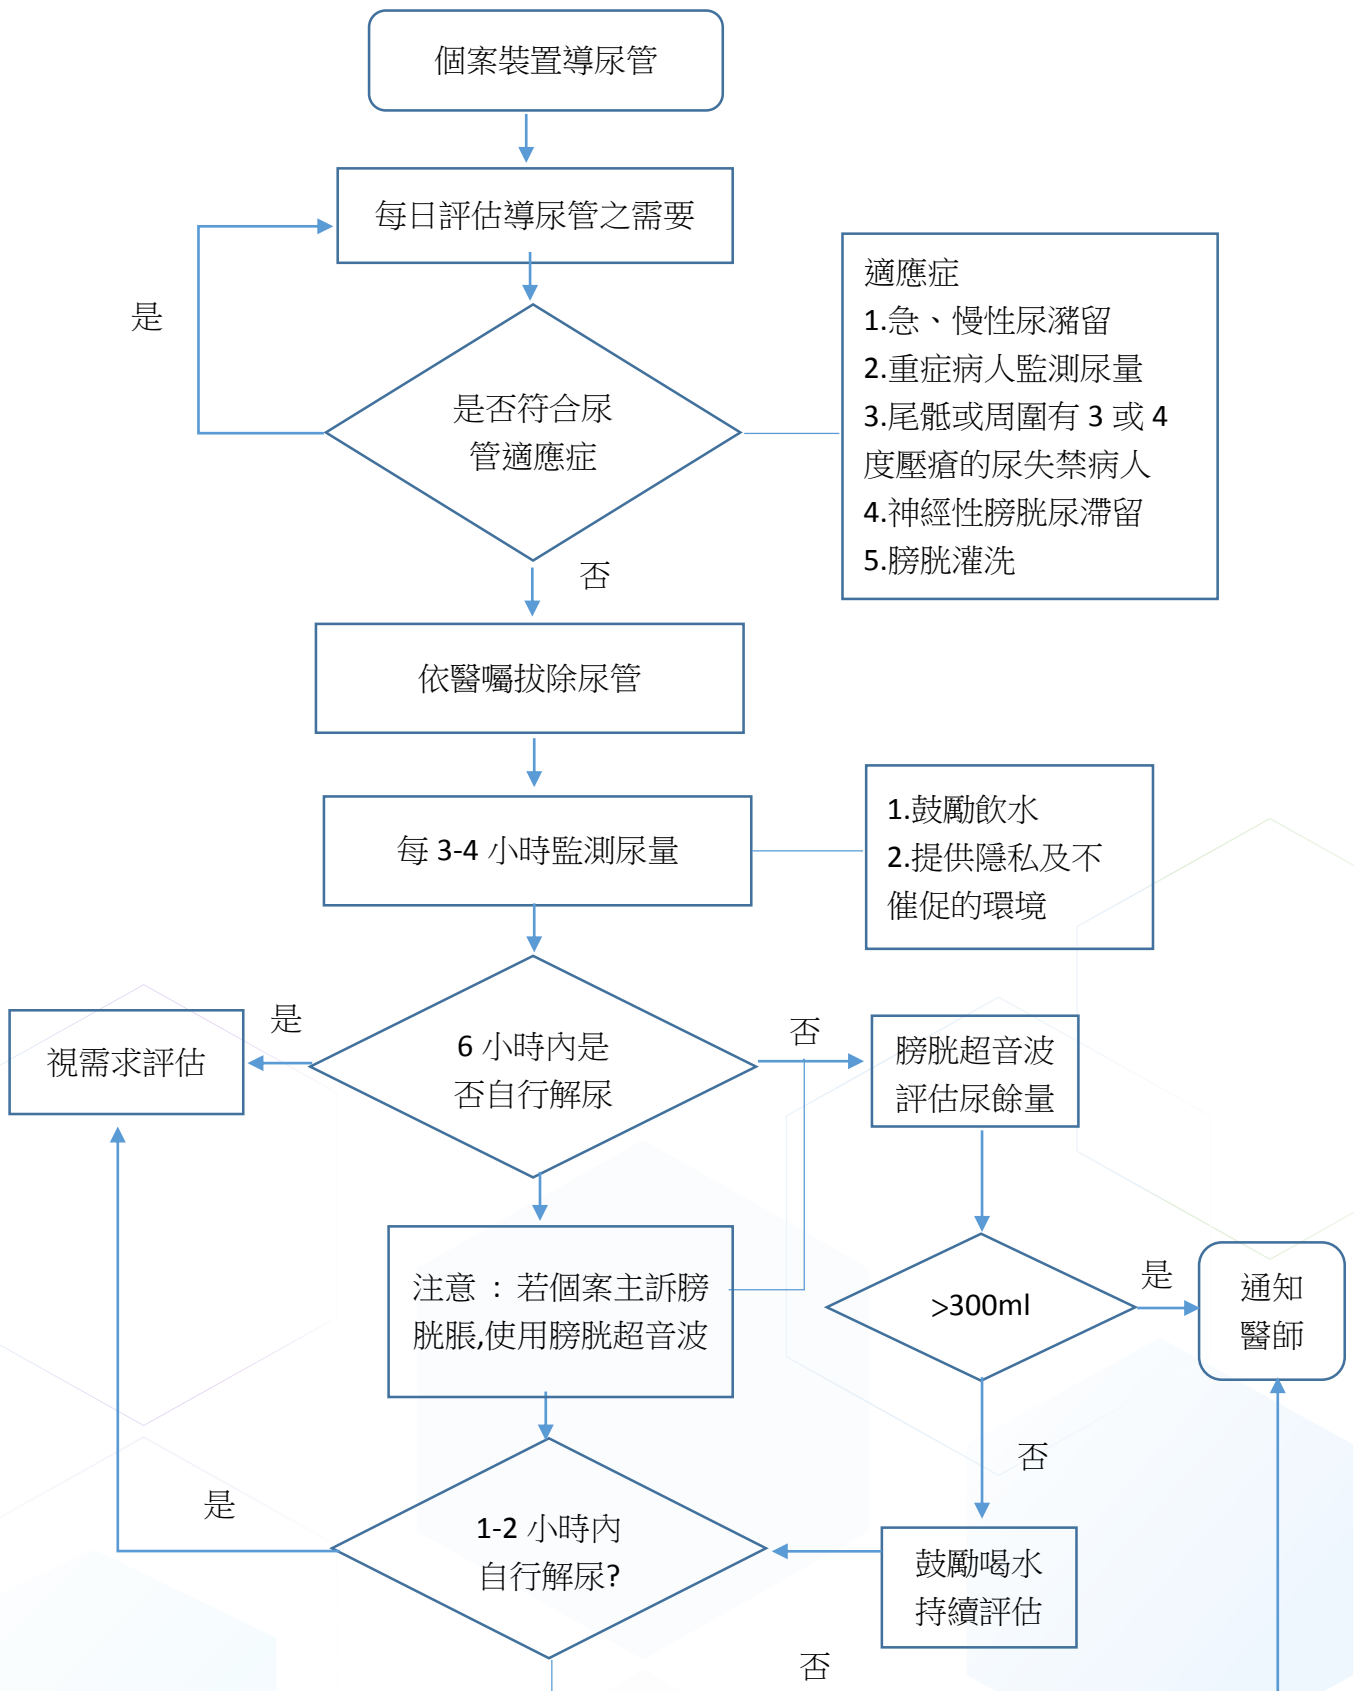 個案裝置導尿管
每日評估導尿管之需要
是
是否符合尿
管適應症
適應症
1.急、慢性尿瀦留
2.重症病人監測尿量
3.尾骶或周圍有 3 或 4
度壓瘡的尿失禁病人
4.神經性膀胱尿滯留
5.膀胱灌洗
否
依醫囑拔除尿管
每 3-4 小時監測尿量
1.鼓勵飲水
2.提供隱私及不
催促的環境
6 小時內是
否自行解尿
是
視需求評估
否
膀胱超音波
評估尿餘量
注意 ：若個案主訴膀
胱脹,使用膀胱超音波
>300ml
是
通知
醫師
否
鼓勵喝水
持續評估
1-2 小時內
自行解尿?
是
否